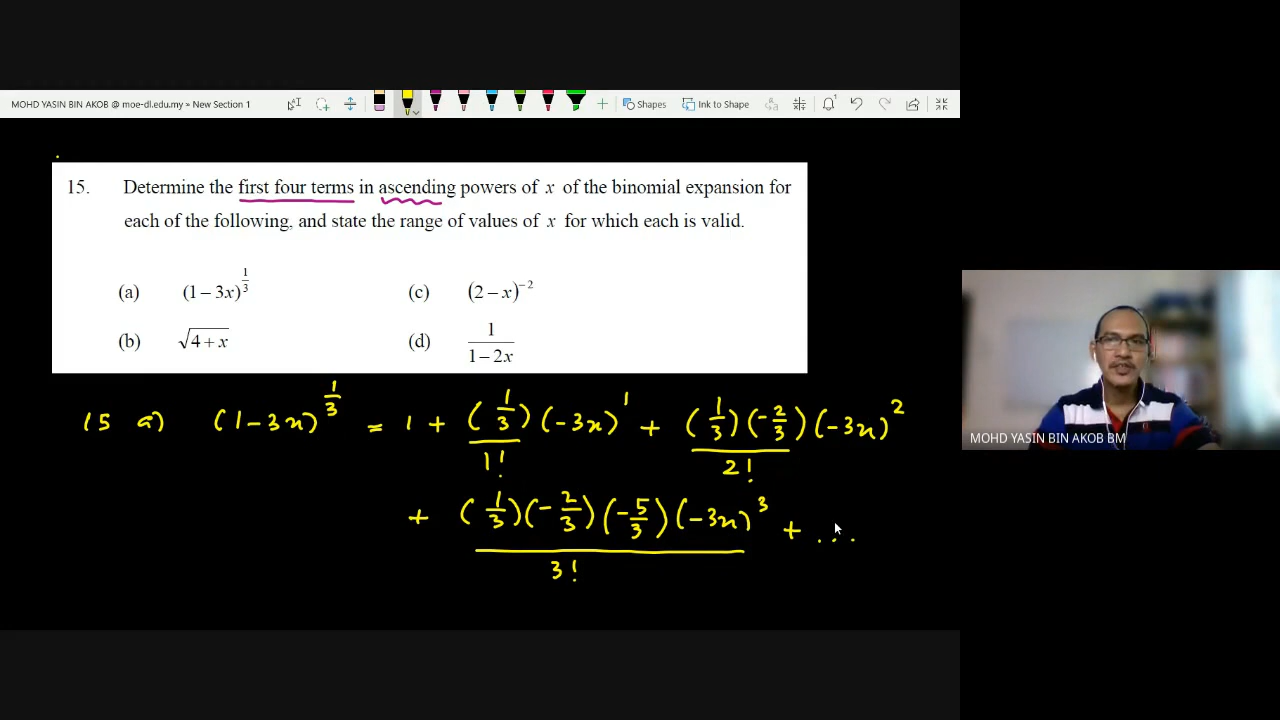 MOHD YASIN BIN AKOB @ moe-dl.edu.my » New Section 1
Shapes Ink to Shape
15. Determine the first four terms in ascending powers of x of the binomial expansion for
each of the following, and state the range of values of x for which each is valid.
(a) (1 – 3x)^(1/3) (c) (2 – x)^–2
(b) √(4 + x) (d) 1/(1 – 2x)
15 a) (1-3x)^(1/3) = 1 + (1/3)/1! (-3x)^1 + (1/3)(-2/3)/2! (-3x)^2
+ (1/3)(-2/3)(-5/3)(-3x)^3/3! + ...
MOHD YASIN BIN AKOB BM